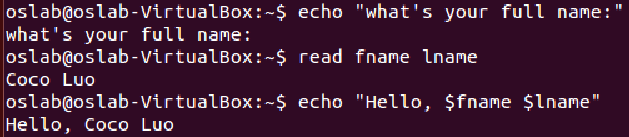 oslab@oslab-VirtualBox:~$ echo "what's your full name:"
what's your full name:
oslab@oslab-VirtualBox:~$ read fname lname
Coco Luo
oslab@oslab-VirtualBox:~$ echo "Hello, $fname $lname"
Hello, Coco Luo